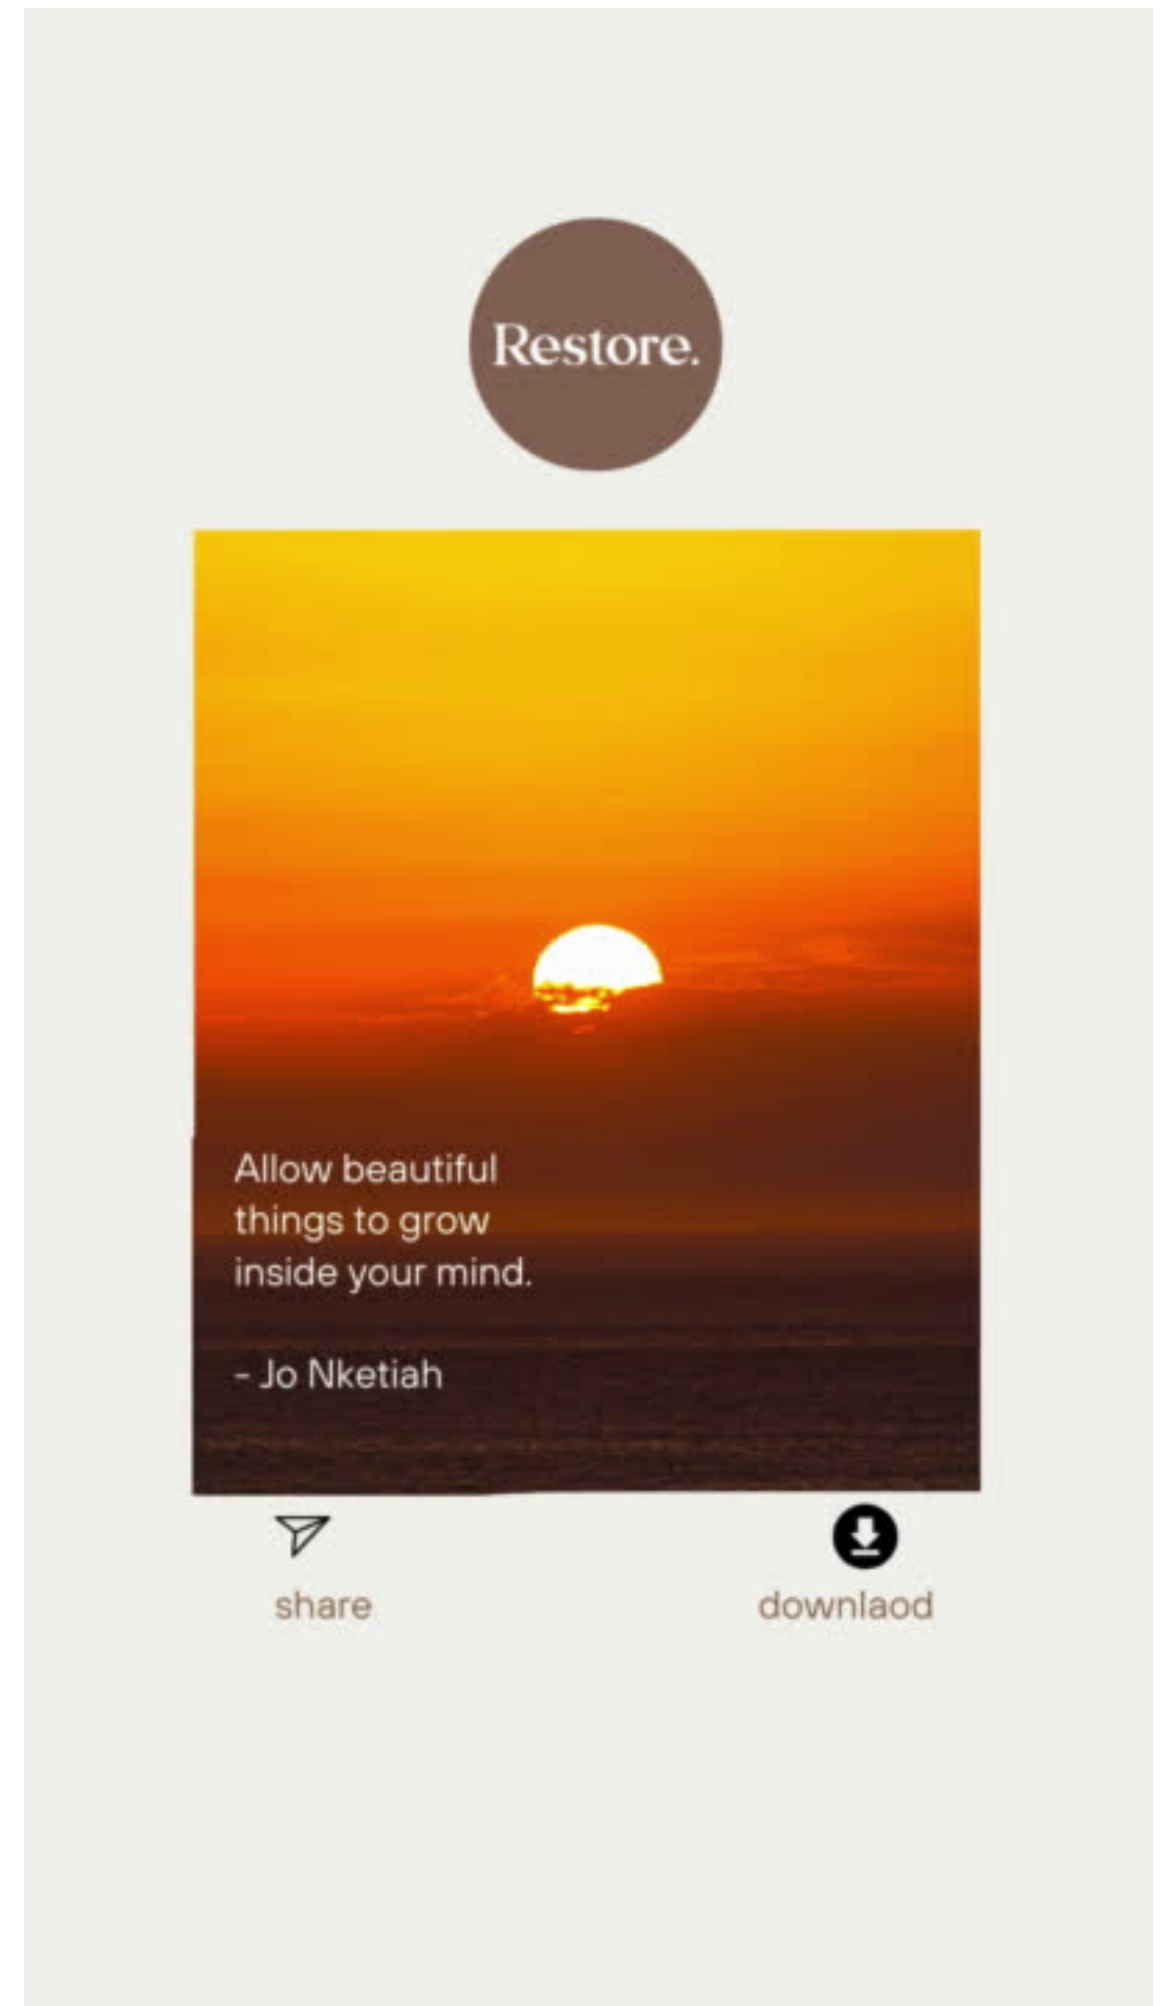 Restore.
Allow beautiful
things to grow
inside your mind.
- Jo Nketiah
share
downlaod